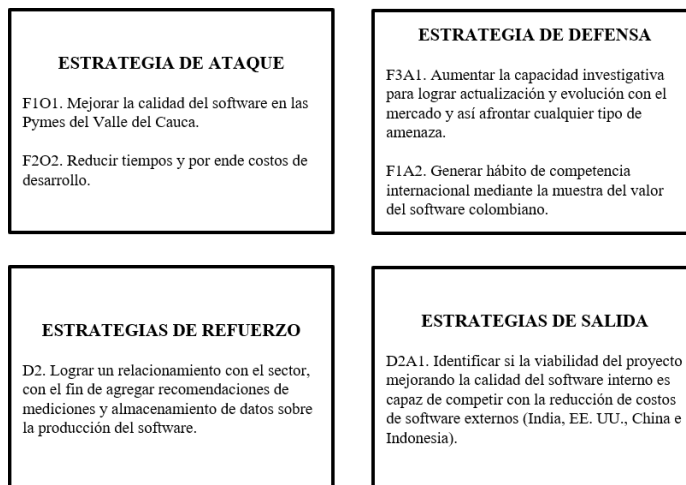 ESTRATEGIA DE ATAQUE
F1O1. Mejorar la calidad del software en las
Pymes del Valle del Cauca.
F2O2. Reducir tiempos y por ende costos de
desarrollo.
ESTRATEGIA DE DEFENSA
F3A1. Aumentar la capacidad investigativa
para lograr actualización y evolución con el
mercado y así afrontar cualquier tipo de
amenaza.
F1A2. Generar hábito de competencia
internacional mediante la muestra del valor
del software colombiano.
ESTRATEGIAS DE REFUERZO
D2. Lograr un relacionamiento con el sector,
con el fin de agregar recomendaciones de
mediciones y almacenamiento de datos sobre
la producción del software.
ESTRATEGIAS DE SALIDA
D2A1. Identificar si la viabilidad del proyecto
mejorando la calidad del software interno es
capaz de competir con la reducción de costos
de software externos (India, EE. UU., China e
Indonesia).